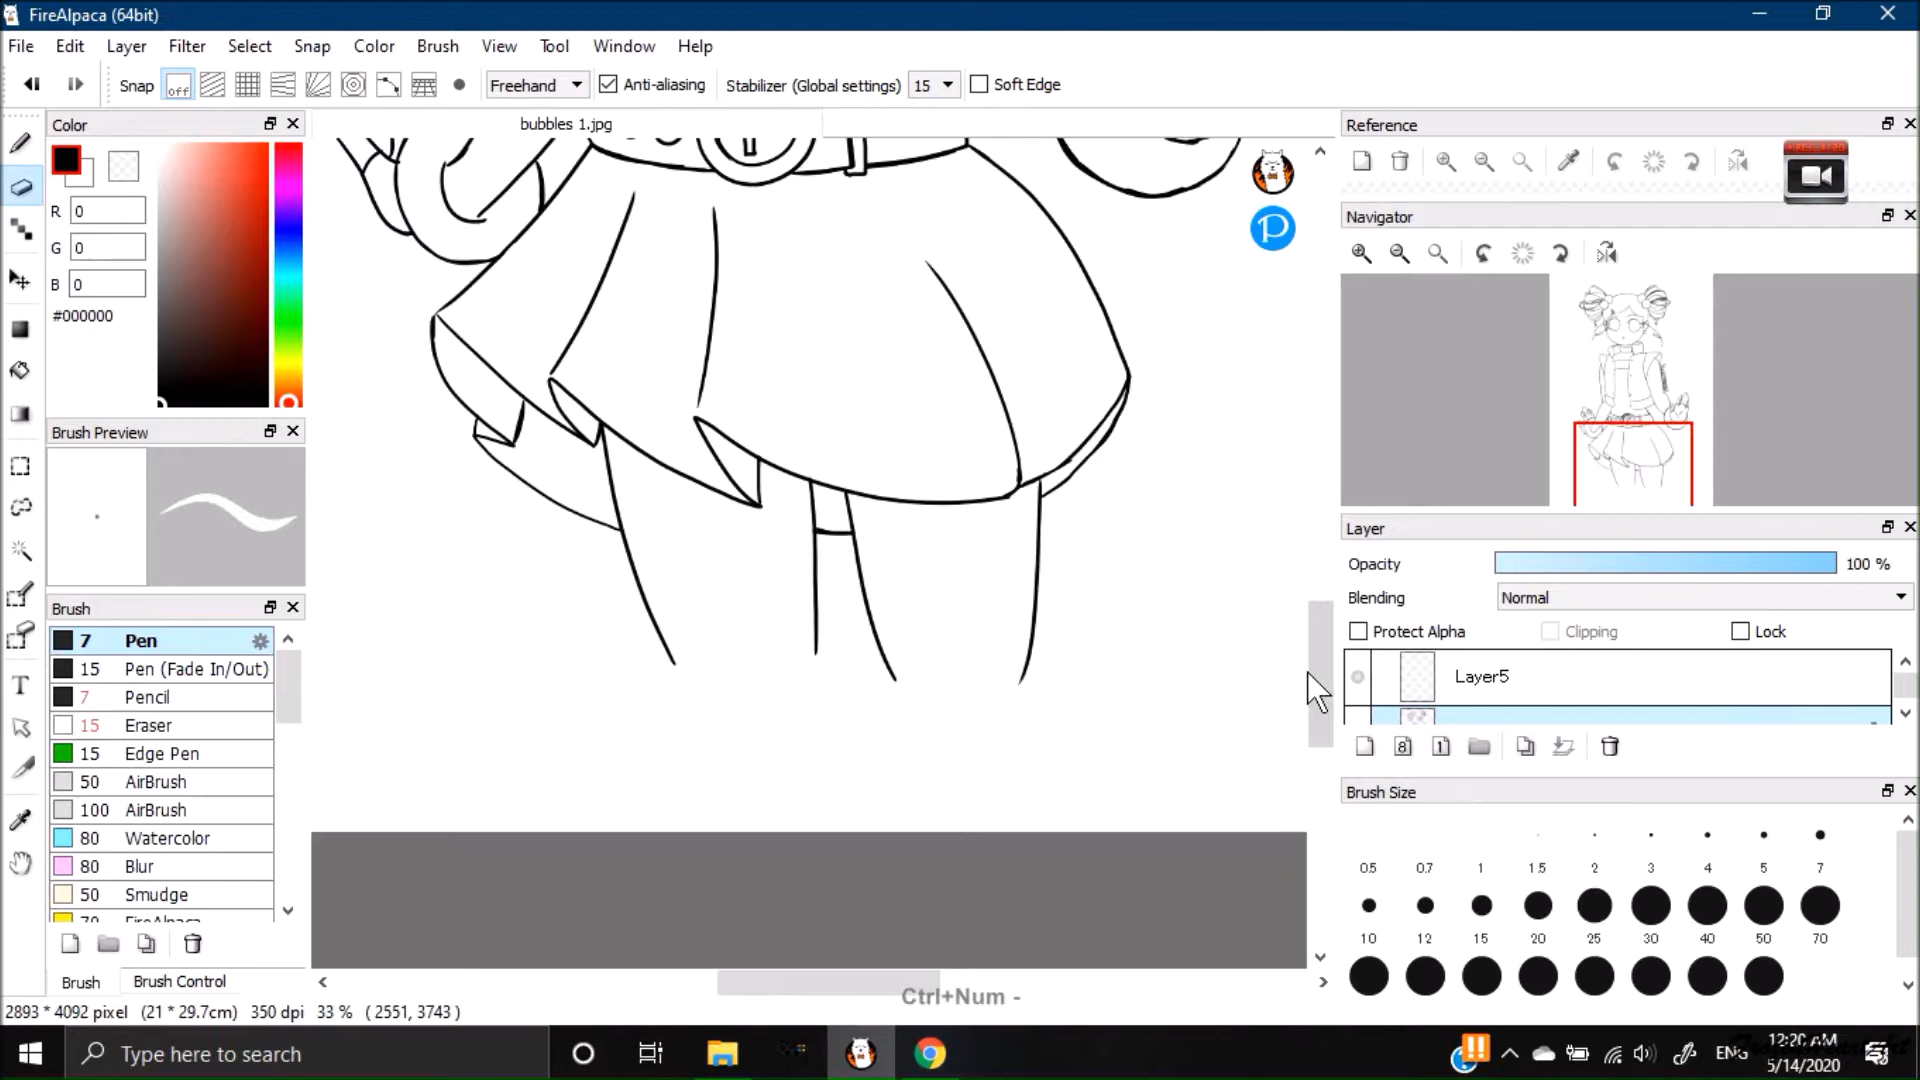 FireAlpaca (64bit)
File Edit Layer Filter Select Snap Color Brush View Tool Window Help
Snap off Freehand Anti-aliasing Stabilizer (Global settings) 15 Soft Edge
Color
R 0
G 0
B 0
#000000
Brush Preview
Brush
7 Pen
15 Pen (Fade In/Out)
7 Pencil
15 Eraser
15 Edge Pen
50 AirBrush
100 AirBrush
80 Watercolor
80 Blur
50 Smudge
70 FireAlpaca
Brush Brush Control
bubbles 1.jpg
P
Reference
Navigator
Layer
Opacity 100 %
Blending Normal
Protect Alpha Clipping Lock
Layer5
8 1
Brush Size
0.5 0.7 1 1.5 2 3 4 5 7
10 12 15 20 25 30 40 50 70
Ctrl+Num -
2893 * 4092 pixel (21 * 29.7cm) 350 dpi 33 % ( 2551, 3743 )
Type here to search
ENG
12:20 AM
5/14/2020